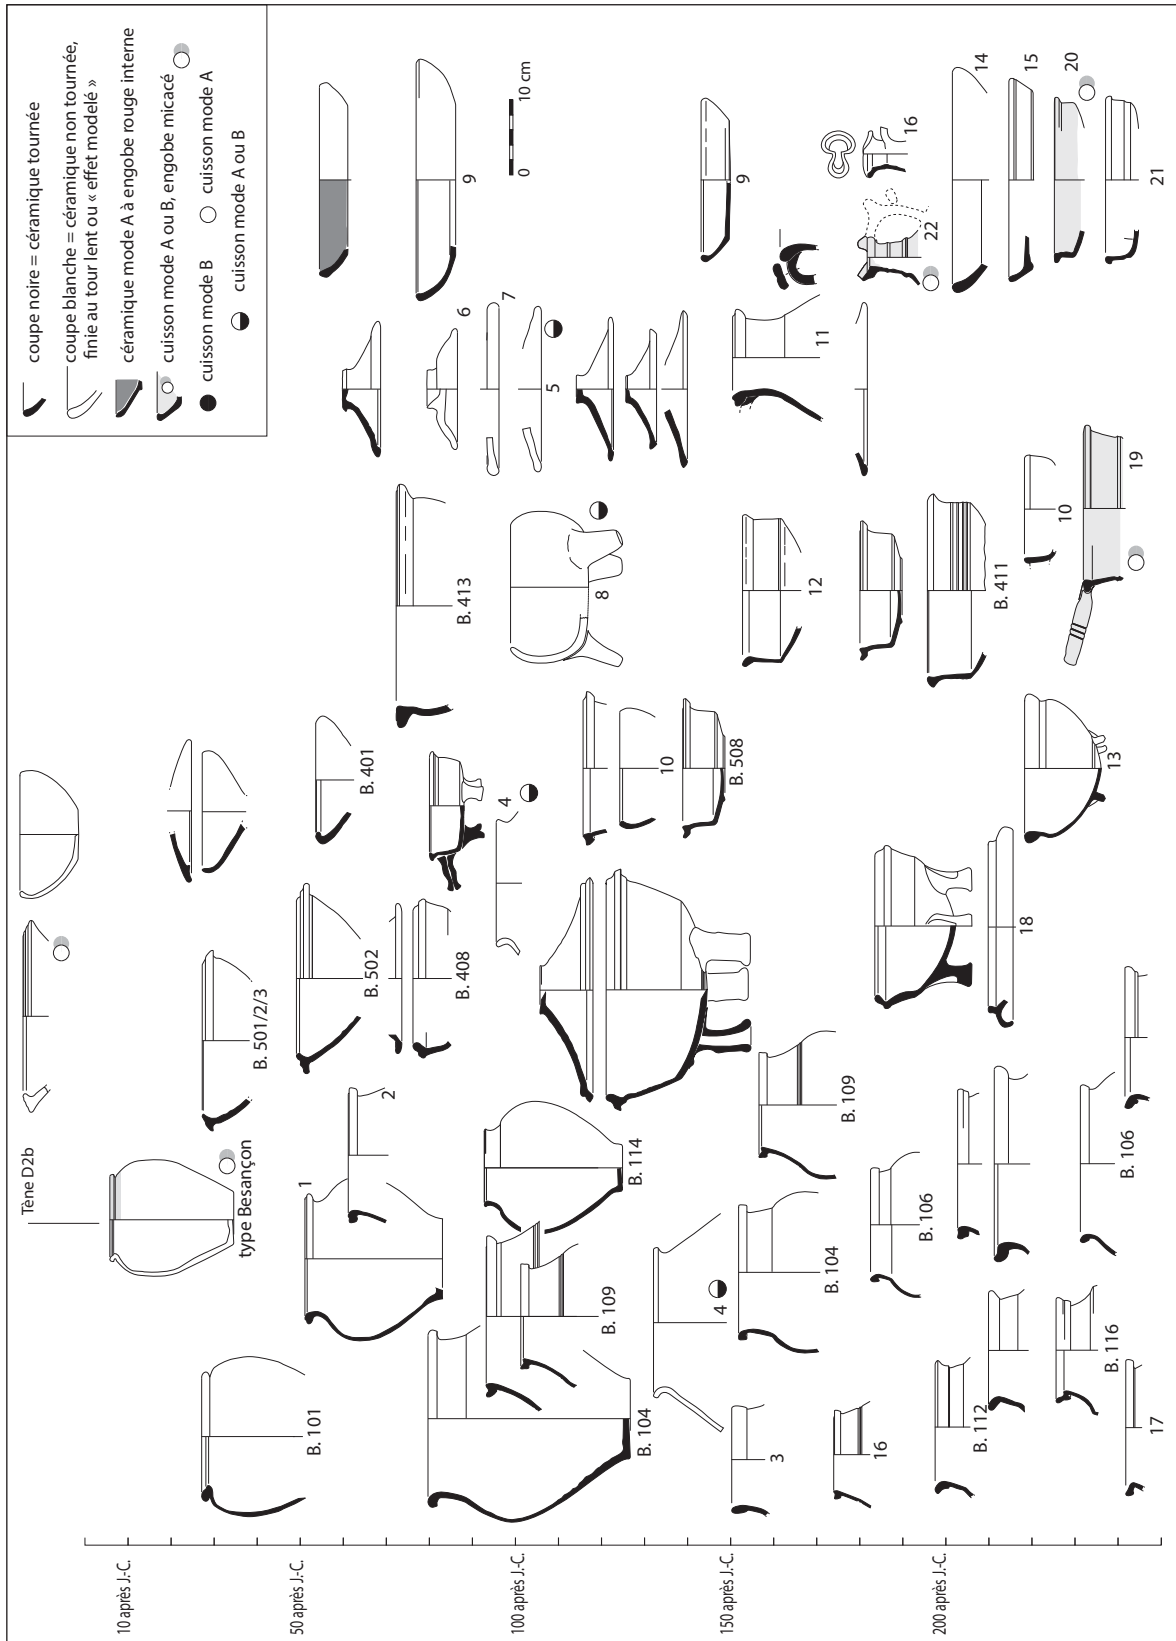 coupe noire = céramique tournée
coupe blanche = céramique non tournée,
finie au tour lent ou « effet modelé »
céramique mode A à engobe rouge interne
cuisson mode A ou B, engobe micacé
cuisson mode B
cuisson mode A
cuisson mode A ou B
0
10 cm
Tène D2b
10 après J.-C.
50 après J.-C.
100 après J.-C.
150 après J.-C.
200 après J.-C.
type Besançon
B. 101
B. 501/2/3
1
2
B. 502
B. 408
B. 401
B. 413
9
6
7
5
8
4
B. 104
B. 109
B. 114
10
B. 508
4
3
B. 104
B. 109
12
11
9
16
B. 106
22
16
B. 112
B. 116
17
B. 106
18
13
B. 411
10
19
14
15
20
21